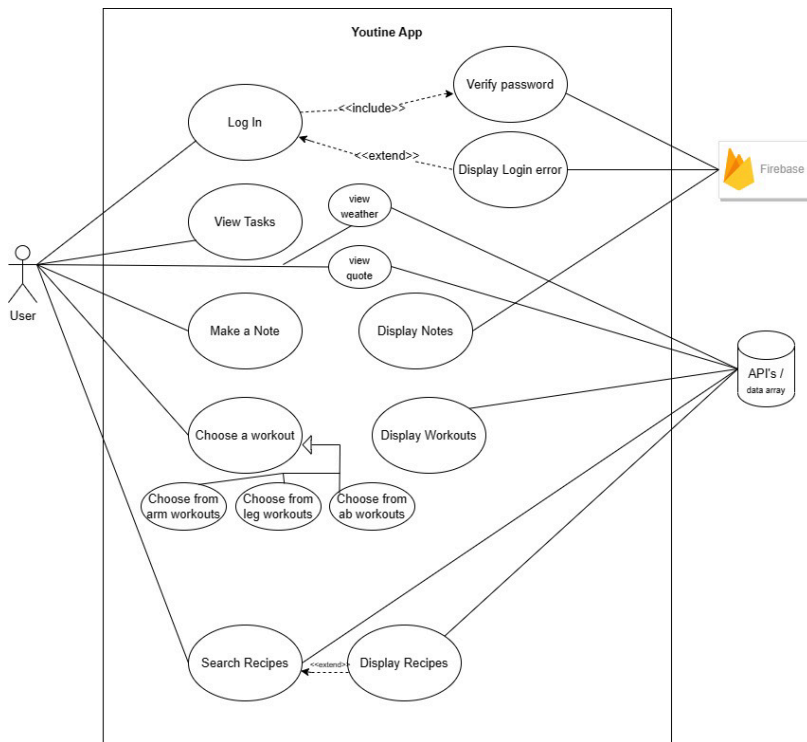 Youtine App
Verify password
<<include>>
Log In
<<extend>>
Display Login error
Firebase
view
weather
View Tasks
view
quote
User
Make a Note
Display Notes
API's /
data array
Choose a workout
Display Workouts
Choose from
arm workouts
Choose from
leg workouts
Choose from
ab workouts
Search Recipes
<<extend>>
Display Recipes